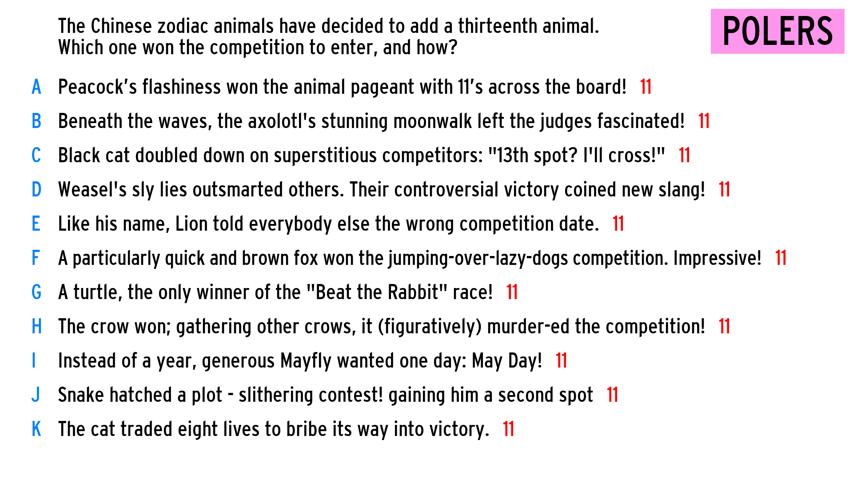 The Chinese zodiac animals have decided to add a thirteenth animal.
Which one won the competition to enter, and how?
POLERS
A Peacock's flashiness won the animal pageant with 11's across the board! 11
B Beneath the waves, the axolotl's stunning moonwalk left the judges fascinated! 11
C Black cat doubled down on superstitious competitors: "13th spot? I'll cross!" 11
D Weasel's sly lies outsmarted others. Their controversial victory coined new slang! 11
E Like his name, Lion told everybody else the wrong competition date. 11
F A particularly quick and brown fox won the jumping-over-lazy-dogs competition. Impressive! 11
G A turtle, the only winner of the "Beat the Rabbit" race! 11
H The crow won; gathering other crows, it (figuratively) murder-ed the competition! 11
I Instead of a year, generous Mayfly wanted one day: May Day! 11
J Snake hatched a plot - slithering contest! gaining him a second spot 11
K The cat traded eight lives to bribe its way into victory. 11